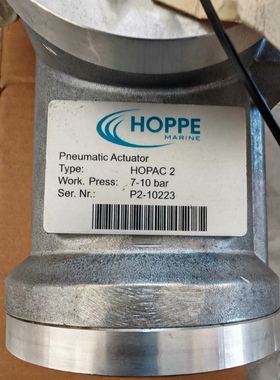 HOPPE
MARINE
Pneumatic Actuator
Type: HOPAC 2
Work. Press: 7-10 bar
Ser. Nr.: P2-10223